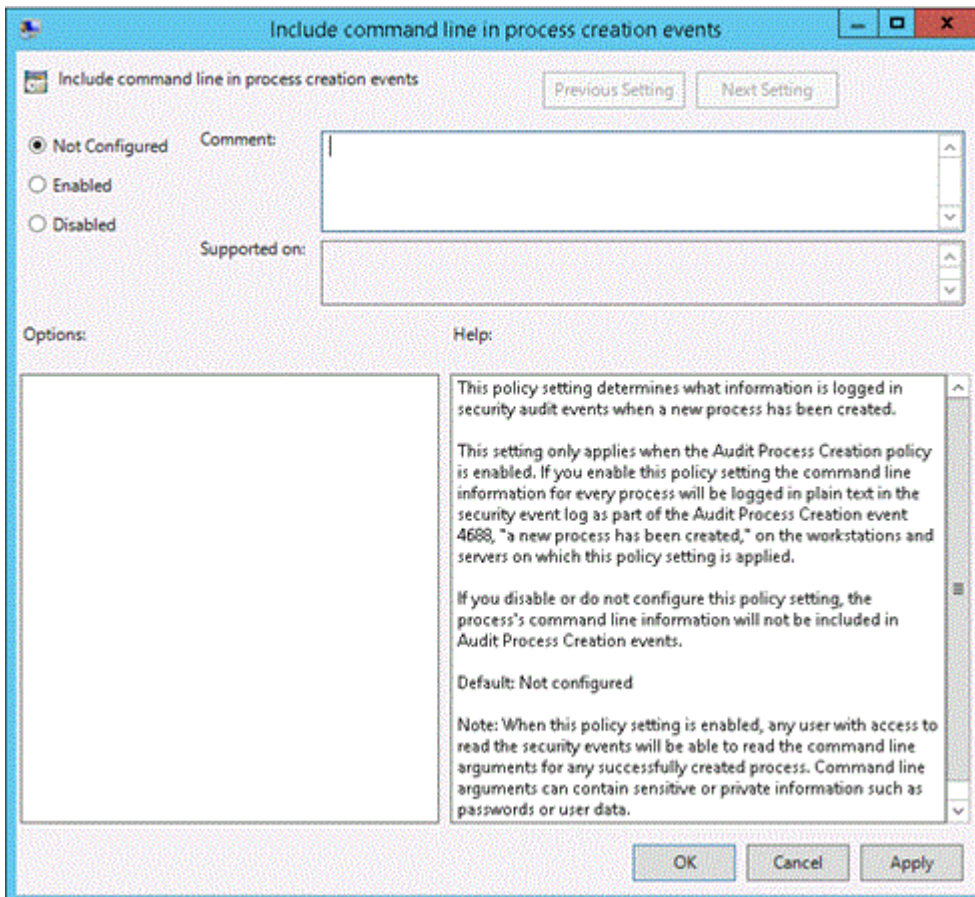 Include command line in process creation events
Include command line in process creation events
Previous Setting
Next Setting
Not Configured
Comment:
Enabled
Disabled
Supported on:
Options:
Help:
This policy setting determines what information is logged in
security audit events when a new process has been created.
This setting only applies when the Audit Process Creation policy
is enabled. If you enable this policy setting the command line
information for every process will be logged in plain text in the
security event log as part of the Audit Process Creation event
4688, "a new process has been created," on the workstations and
servers on which this policy setting is applied.
If you disable or do not configure this policy setting, the
process's command line information will not be included in
Audit Process Creation events.
Default: Not configured
Note: When this policy setting is enabled, any user with access to
read the security events will be able to read the command line
arguments for any successfully created process. Command line
arguments can contain sensitive or private information such as
passwords or user data.
OK
Cancel
Apply